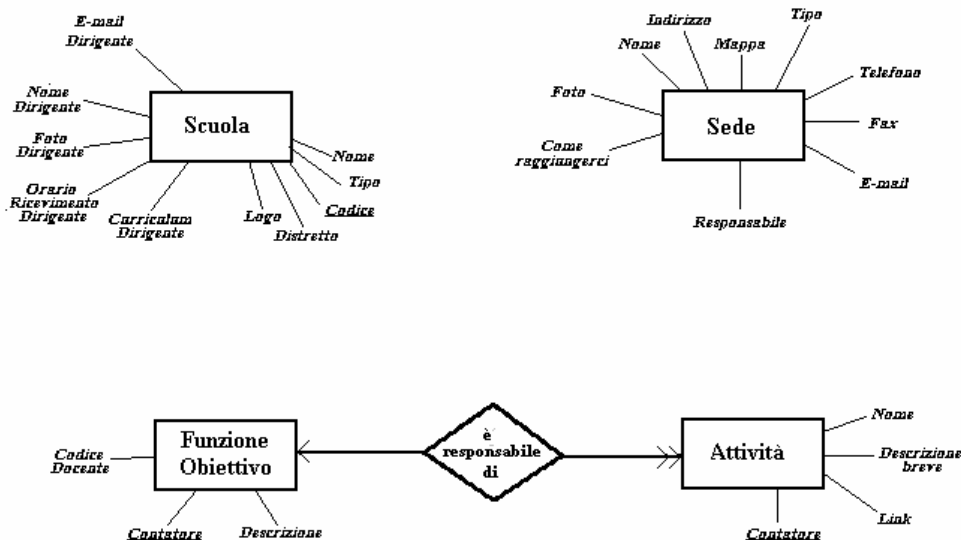 E-mail
Dirigente
Nome
Dirigente
Foto
Dirigente
Orario
Ricevimento
Dirigente
Curriculum
Dirigente
Logo
Distretto
Codice
Tipo
Nome
Scuola
Foto
Nome
Indirizzo
Mappa
Tipo
Telefono
Fax
E-mail
Responsabile
Come
raggiungerci
Sede
Codice
Docente
Contatore
Descrizione
Funzione
Obiettivo
è
responsabile
di
Attività
Nome
Descrizione
breve
Link
Contatore